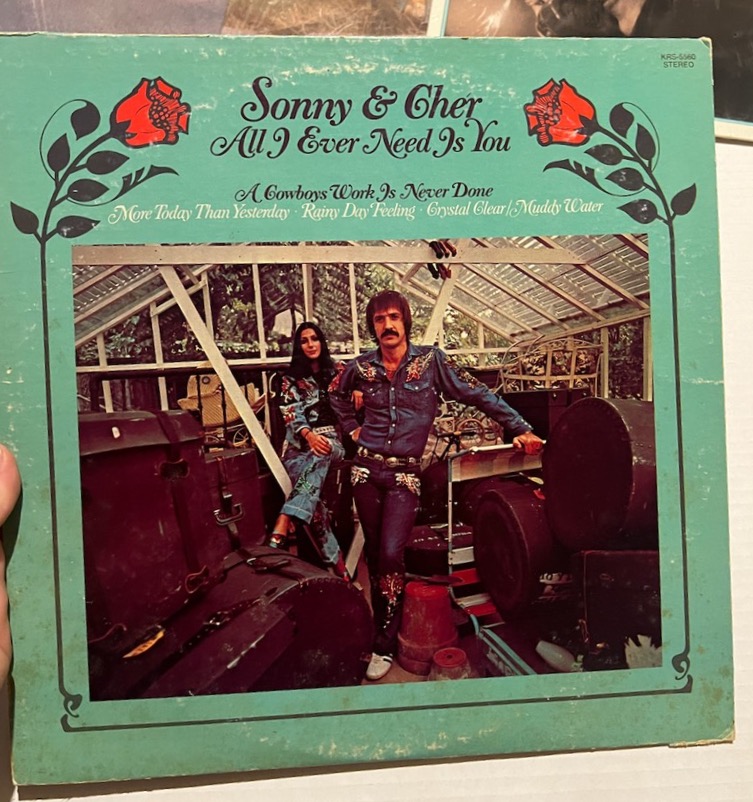 KRS-5560
STEREO
Sonny & Cher
All I Ever Need Is You
A Cowboys Work Is Never Done
More Today Than Yesterday · Rainy Day Feeling · Crystal Clear/Muddy Water